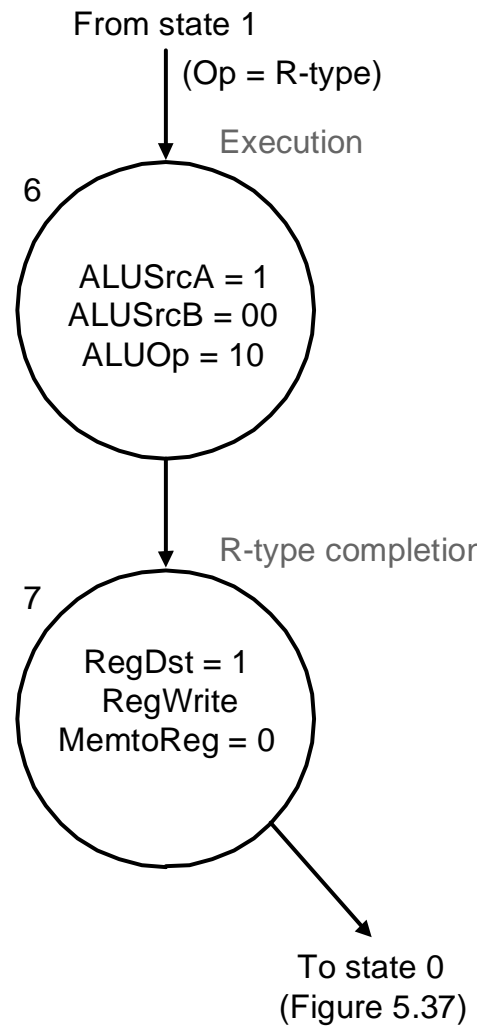 From state 1
(Op = R-type)
Execution
6
ALUSrcA = 1
ALUSrcB = 00
ALUOp = 10
R-type completion
7
RegDst = 1
RegWrite
MemtoReg = 0
To state 0
(Figure 5.37)